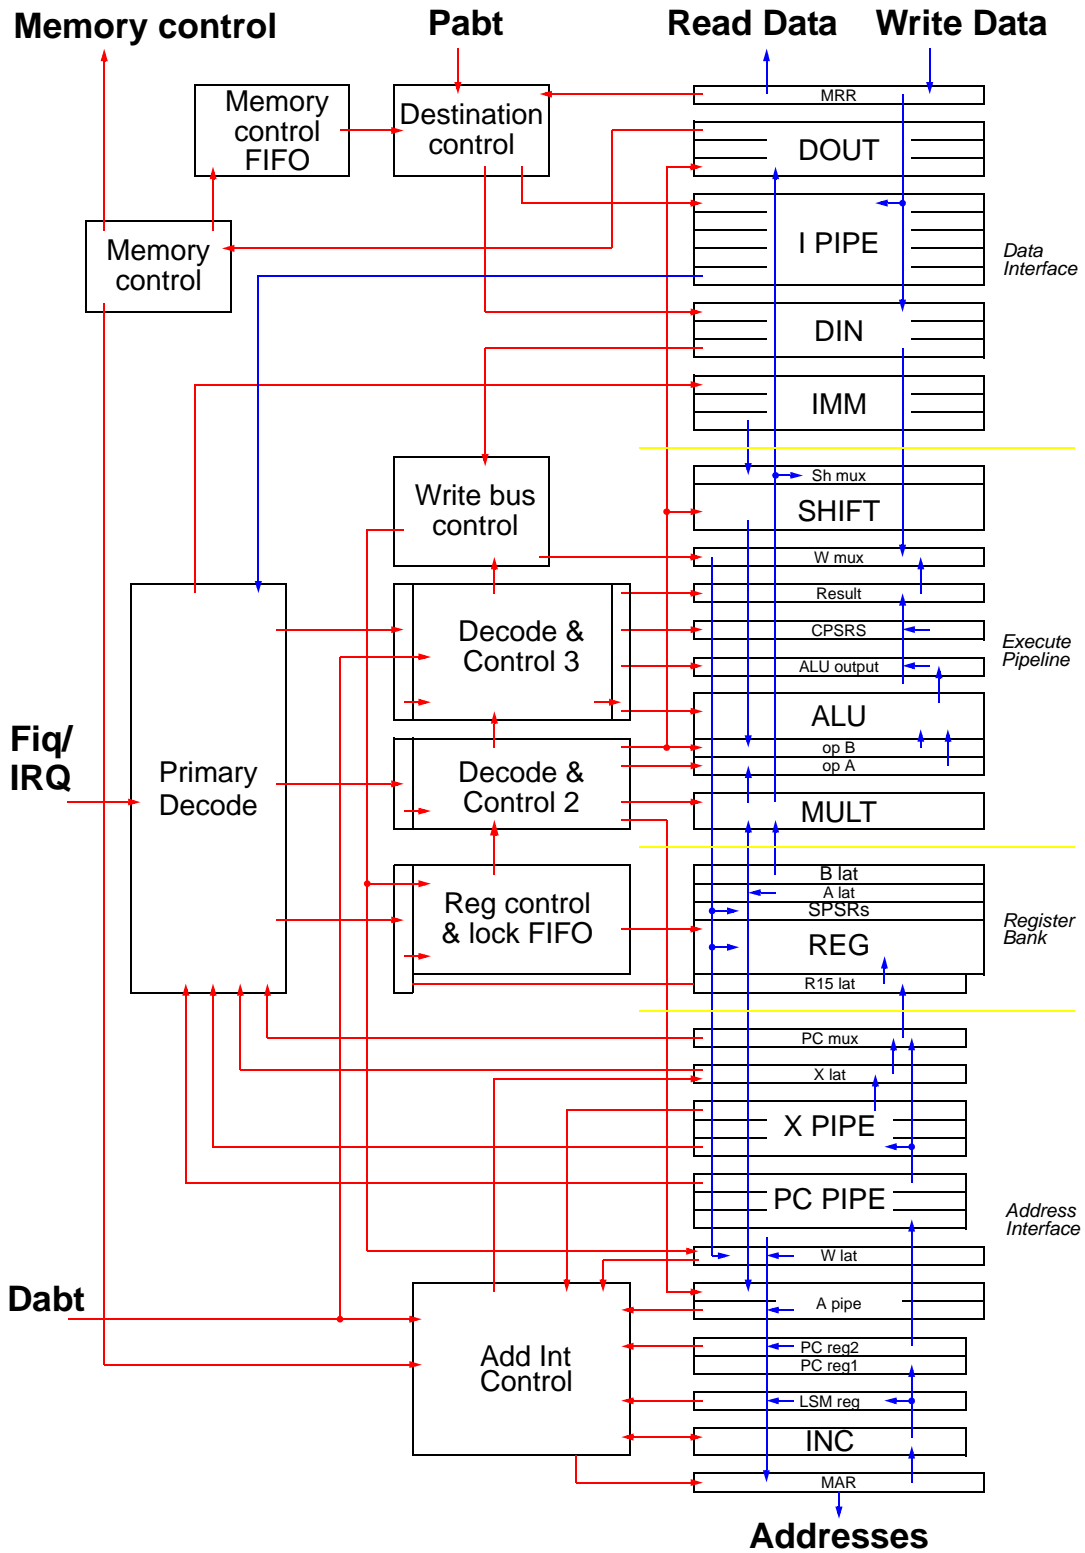 Memory control
Pabt
Read Data
Write Data
MRR
Memory
control
FIFO
Destination
control
DOUT
Memory
control
I PIPE
Data
Interface
DIN
IMM
Write bus
control
Sh mux
SHIFT
W mux
Result
CPSRS
ALU output
Execute
Pipeline
Decode &
Control 3
ALU
op B
op A
Fiq/
IRQ
Primary
Decode
Decode &
Control 2
MULT
B lat
A lat
SPSRs
REG
R15 lat
Register
Bank
Reg control
& lock FIFO
PC mux
X lat
X PIPE
PC PIPE
Address
Interface
W lat
Dabt
A pipe
Add Int
Control
PC reg2
PC reg1
LSM reg
INC
MAR
Addresses